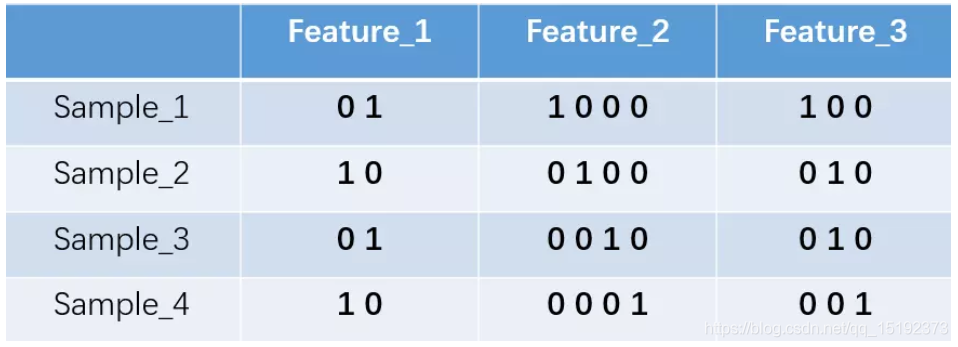 Feature_1 Feature_2 Feature_3
Sample_1 0 1 1 0 0 0 1 0 0
Sample_2 1 0 0 1 0 0 0 1 0
Sample_3 0 1 0 0 1 0 0 1 0
Sample_4 1 0 0 0 0 1 0 0 1
https://blog.csdn.net/qq_15192373